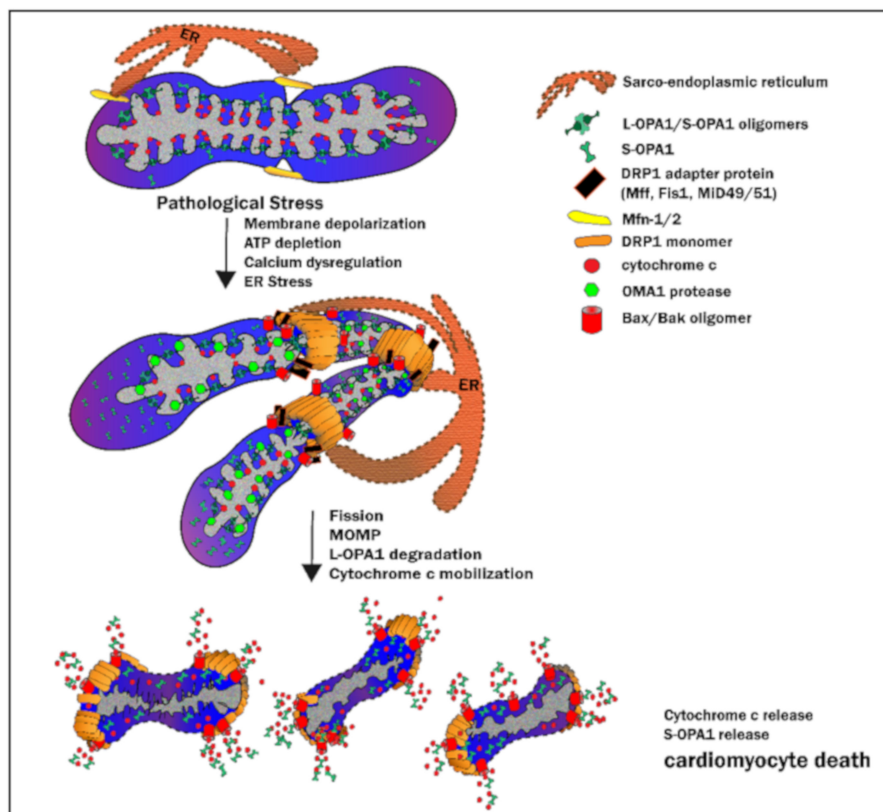 ER
Sarco-endoplasmic reticulum
L-OPA1/S-OPA1 oligomers
S-OPA1
DRP1 adapter protein
(Mff, Fis1, MiD49/51)
Mfn-1/2
DRP1 monomer
cytochrome c
OMA1 protease
Bax/Bak oligomer
Pathological Stress
Membrane depolarization
ATP depletion
Calcium dysregulation
ER Stress
ER
Fission
MOMP
L-OPA1 degradation
Cytochrome c mobilization
Cytochrome c release
S-OPA1 release
cardiomyocyte death